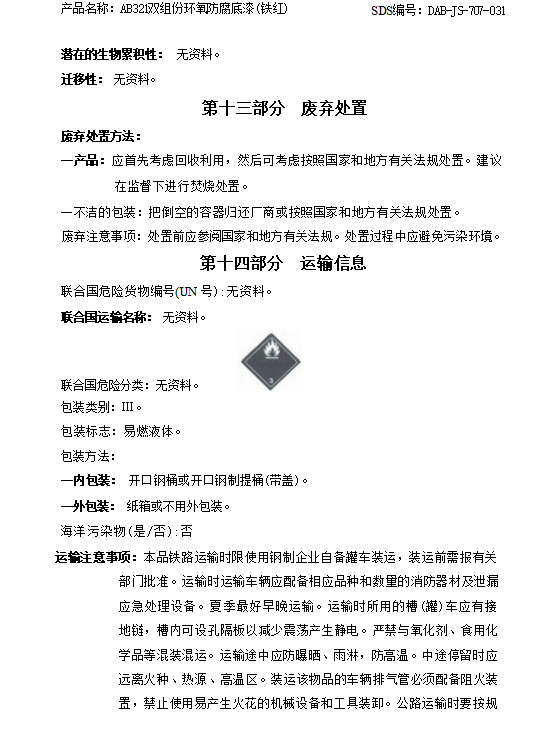 产品名称：AB321双组份环氧防腐底漆(铁红)
SDS编号：DAB-JS-707-031
潜在的生物累积性： 无资料。
迁移性： 无资料。
第十三部分 废弃处置
废弃处置方法：
—产品：应首先考虑回收利用，然后可考虑按照国家和地方有关法规处置。建议
在监督下进行焚烧处置。
—不洁的包装：把倒空的容器归还厂商或按照国家和地方有关法规处置。
废弃注意事项：处置前应参阅国家和地方有关法规。处置过程中应避免污染环境。
第十四部分 运输信息
联合国危险货物编号(UN 号)：无资料。
联合国运输名称： 无资料。
3
联合国危险分类：无资料。
包装类别：III。
包装标志：易燃液体。
包装方法：
—内包装： 开口钢桶或开口钢制提桶(带盖)。
—外包装： 纸箱或不用外包装。
海洋污染物(是/否)：否
运输注意事项：本品铁路运输时限使用钢制企业自备罐车装运，装运前需报有关
部门批准。运输时运输车辆应配备相应品种和数量的消防器材及泄漏
应急处理设备。夏季最好早晚运输。运输时所用的槽(罐)车应有接
地链，槽内可设孔隔板以减少震荡产生静电。严禁与氧化剂、食用化
学品等混装混运。运输途中应防曝晒、雨淋，防高温。中途停留时应
远离火种、热源、高温区。装运该物品的车辆排气管必须配备阻火装
置，禁止使用易产生火花的机械设备和工具装卸。公路运输时要按规